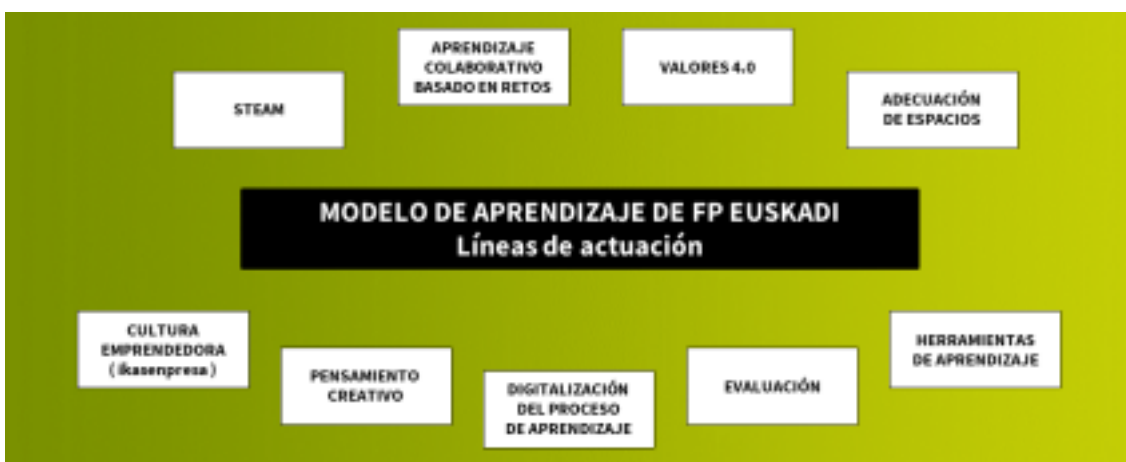 STEAM
APRENDIZAJE
COLABORATIVO
BASADO EN RETOS
VALORES 4.0
ADECUACIÓN
DE ESPACIOS
MODELO DE APRENDIZAJE DE FP EUSKADI
Líneas de actuación
CULTURA
EMPRENDEDORA
( ikasenpresa )
PENSAMIENTO
CREATIVO
DIGITALIZACIÓN
DEL PROCESO
DE APRENDIZAJE
EVALUACIÓN
HERRAMIENTAS
DE APRENDIZAJE